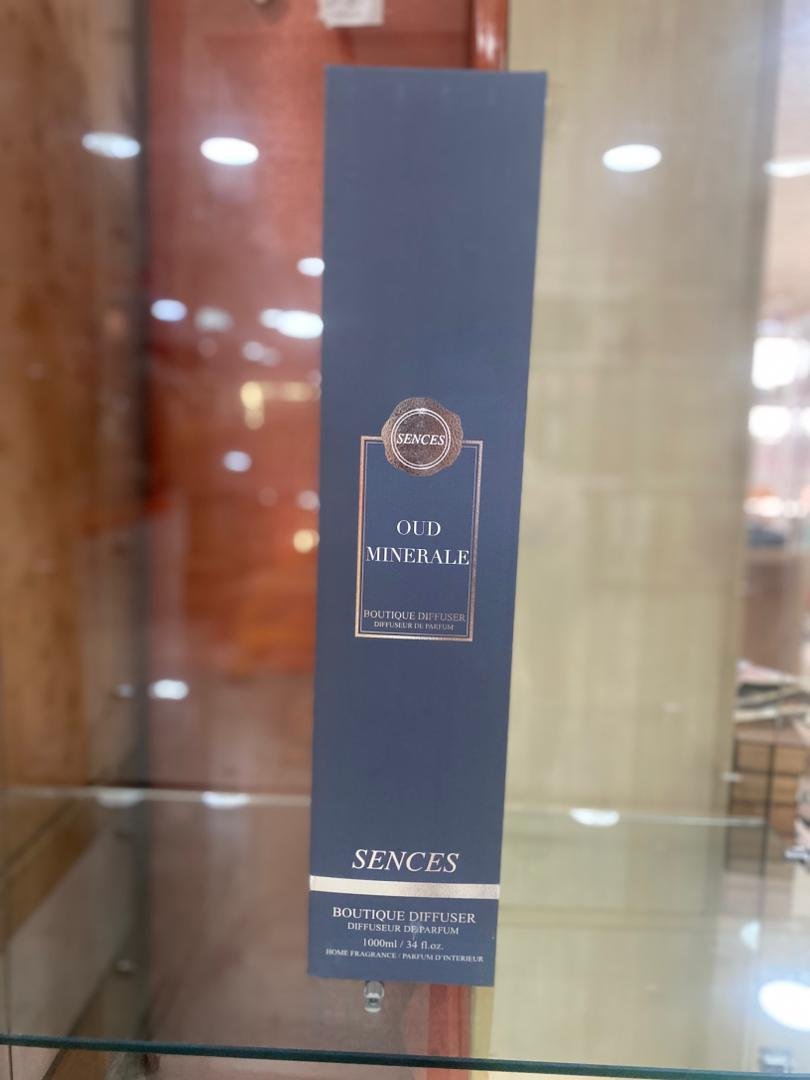 SENCES
OUD
MINERALE
BOUTIQUE DIFFUSER
DIFFUSEUR DE PARFUM
SENCES
BOUTIQUE DIFFUSER
DIFFUSEUR DE PARFUM
1000ml / 34 fl.oz.
HOME FRAGRANCE / PARFUM D'INTERIEUR